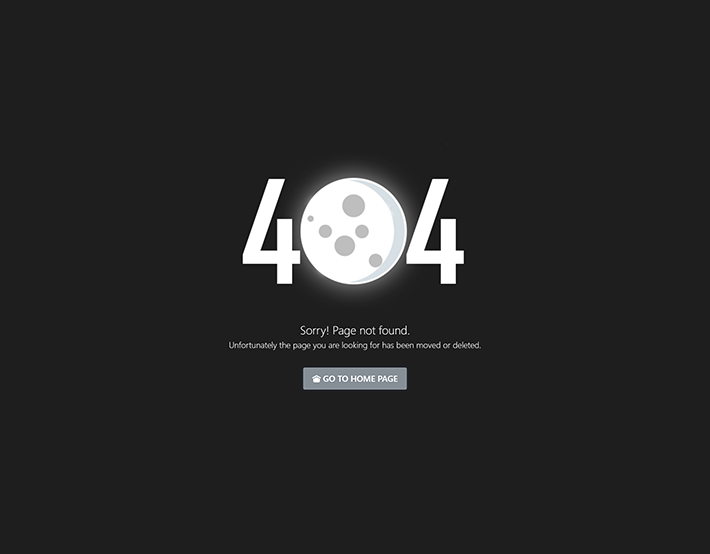 404
Sorry! Page not found.
Unfortunately the page you are looking for has been moved or deleted.
GO TO HOME PAGE